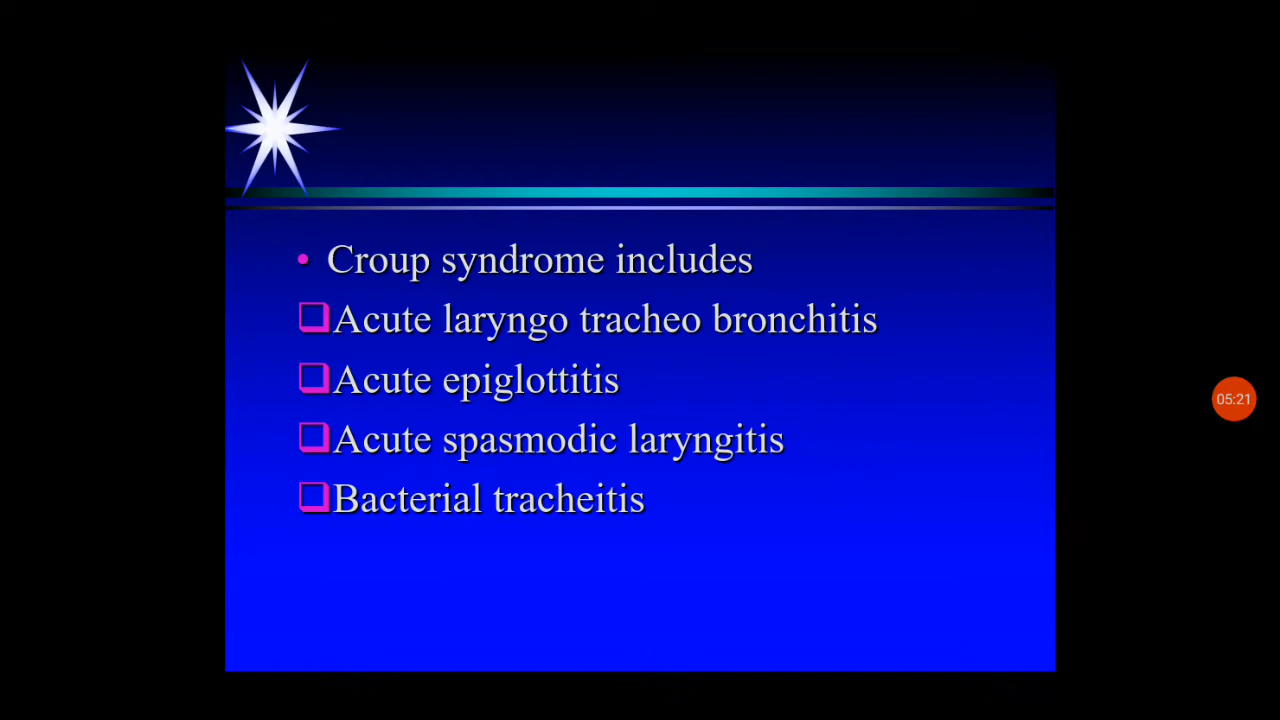 Croup syndrome includes
Acute laryngo tracheo bronchitis
Acute epiglottitis
Acute spasmodic laryngitis
Bacterial tracheitis
05:21